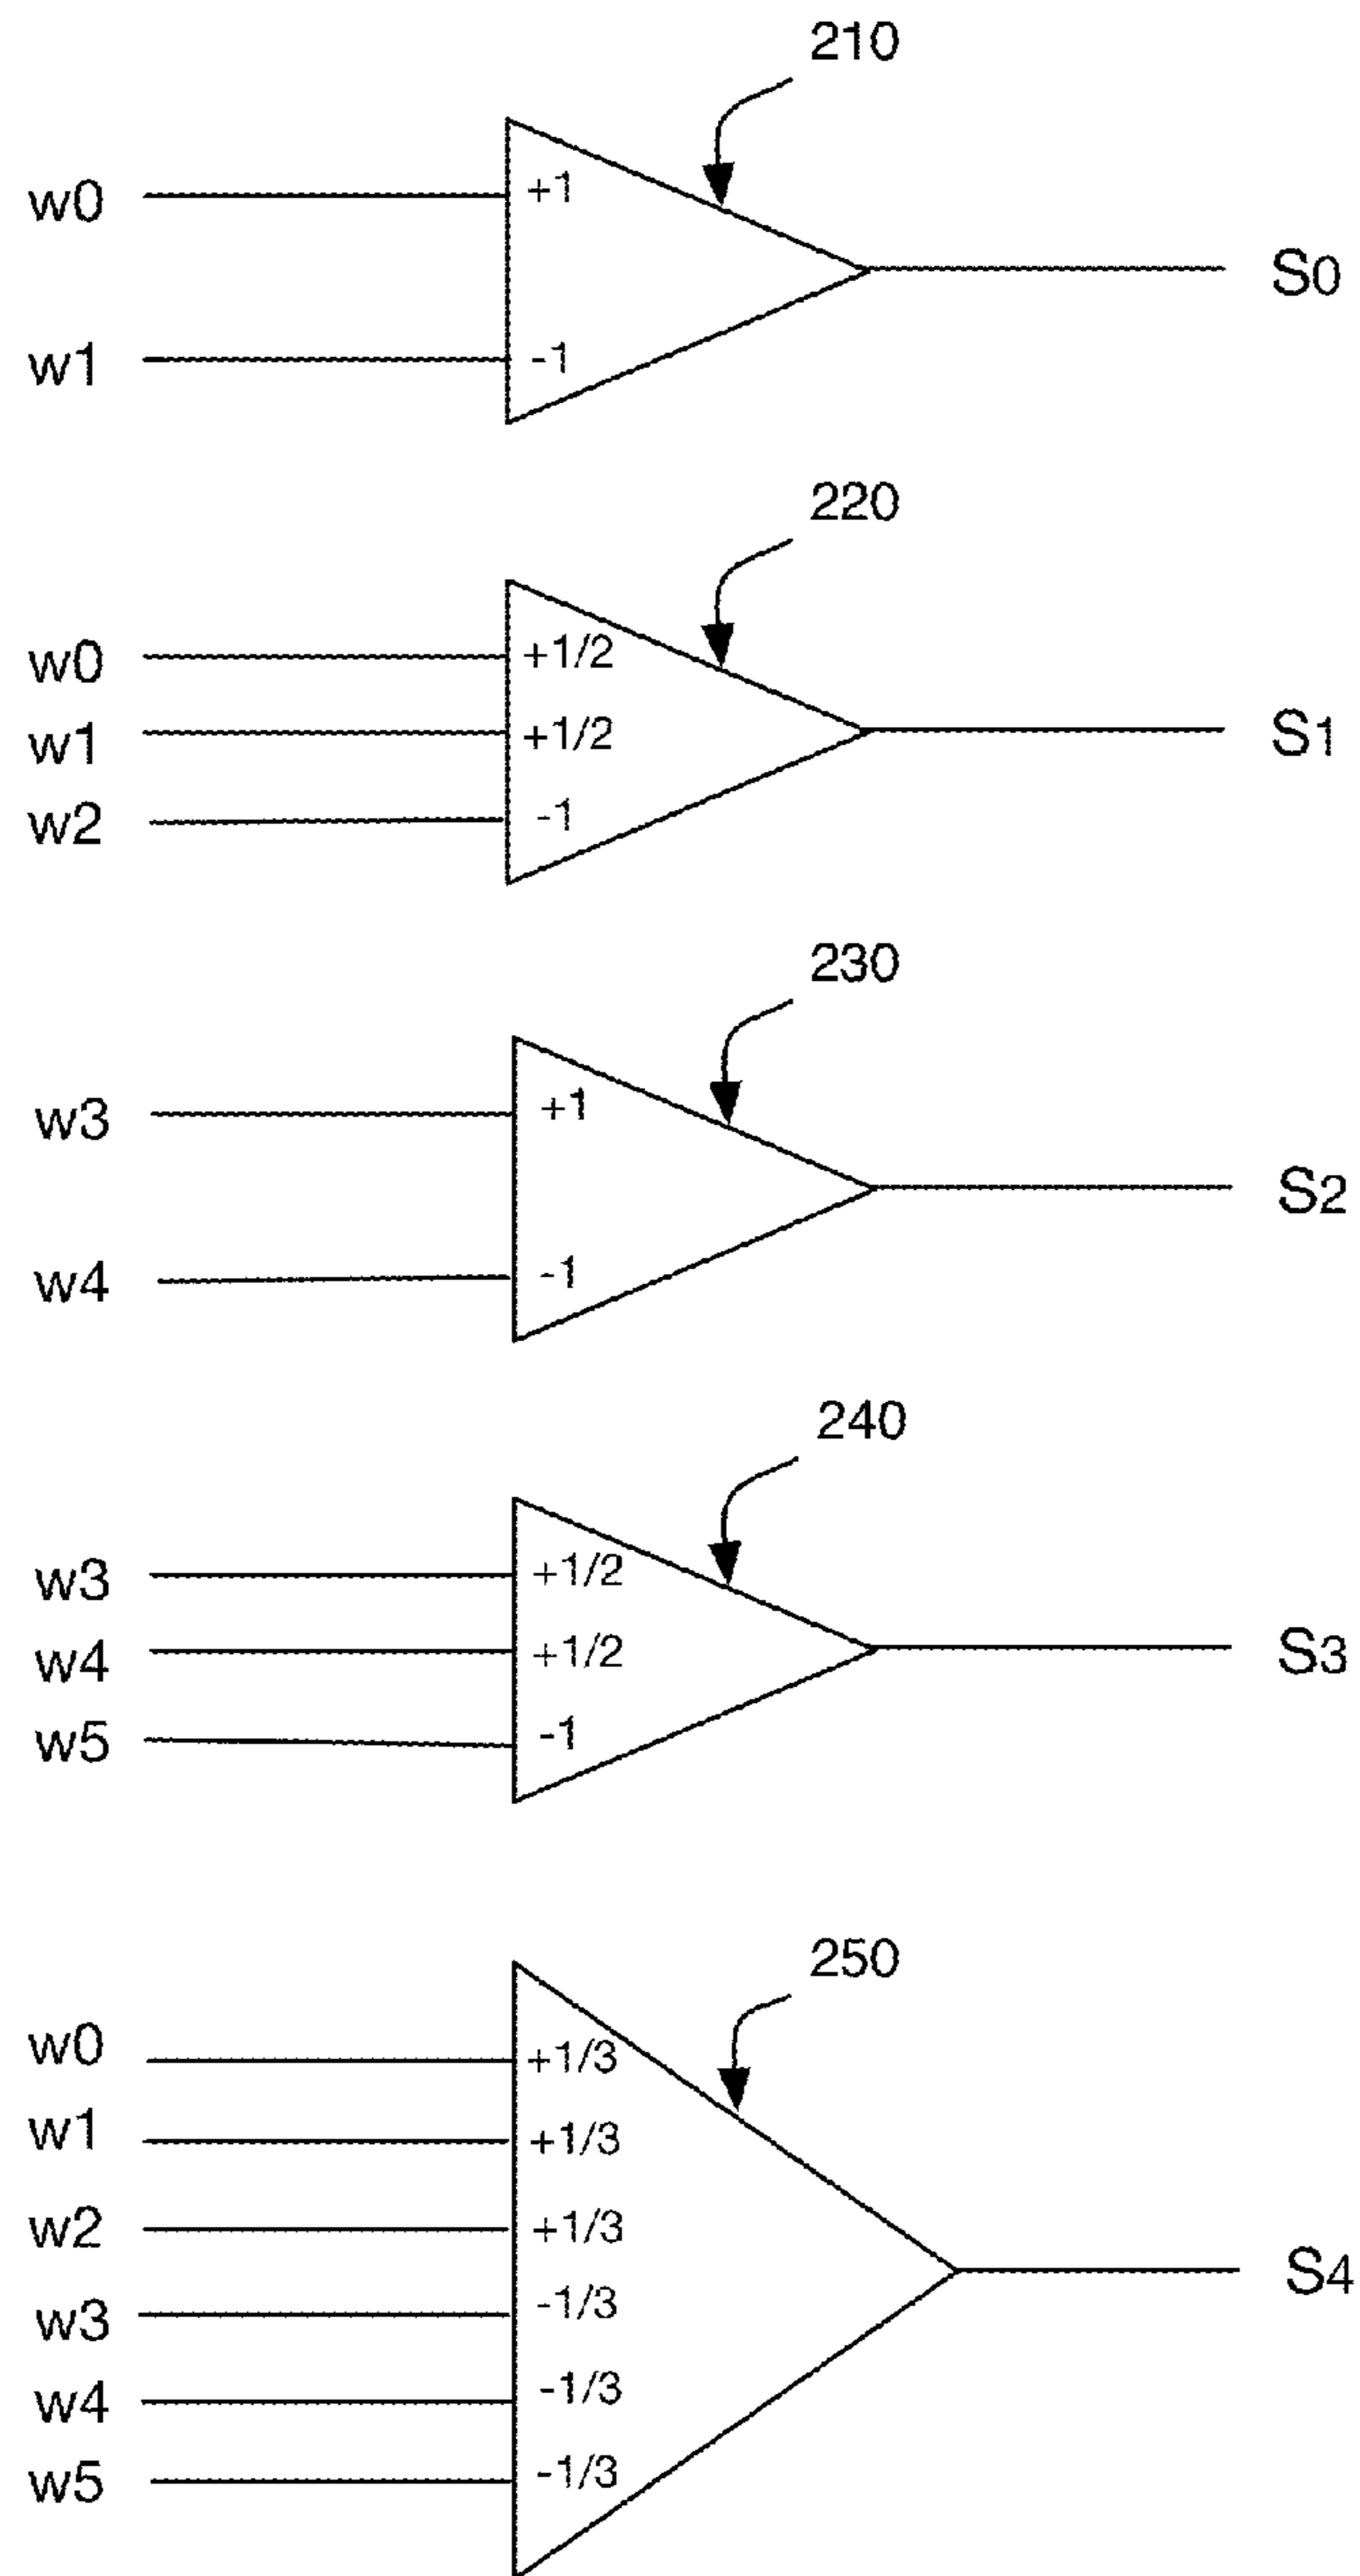 210
w0 +1
S0
w1 -1
220
w0 +1/2
w1 +1/2 S1
w2 -1
230
w3 +1
S2
w4 -1
240
w3 +1/2
w4 +1/2 S3
w5 -1
250
w0 +1/3
w1 +1/3
w2 +1/3
S4
w3 -1/3
w4 -1/3
w5 -1/3